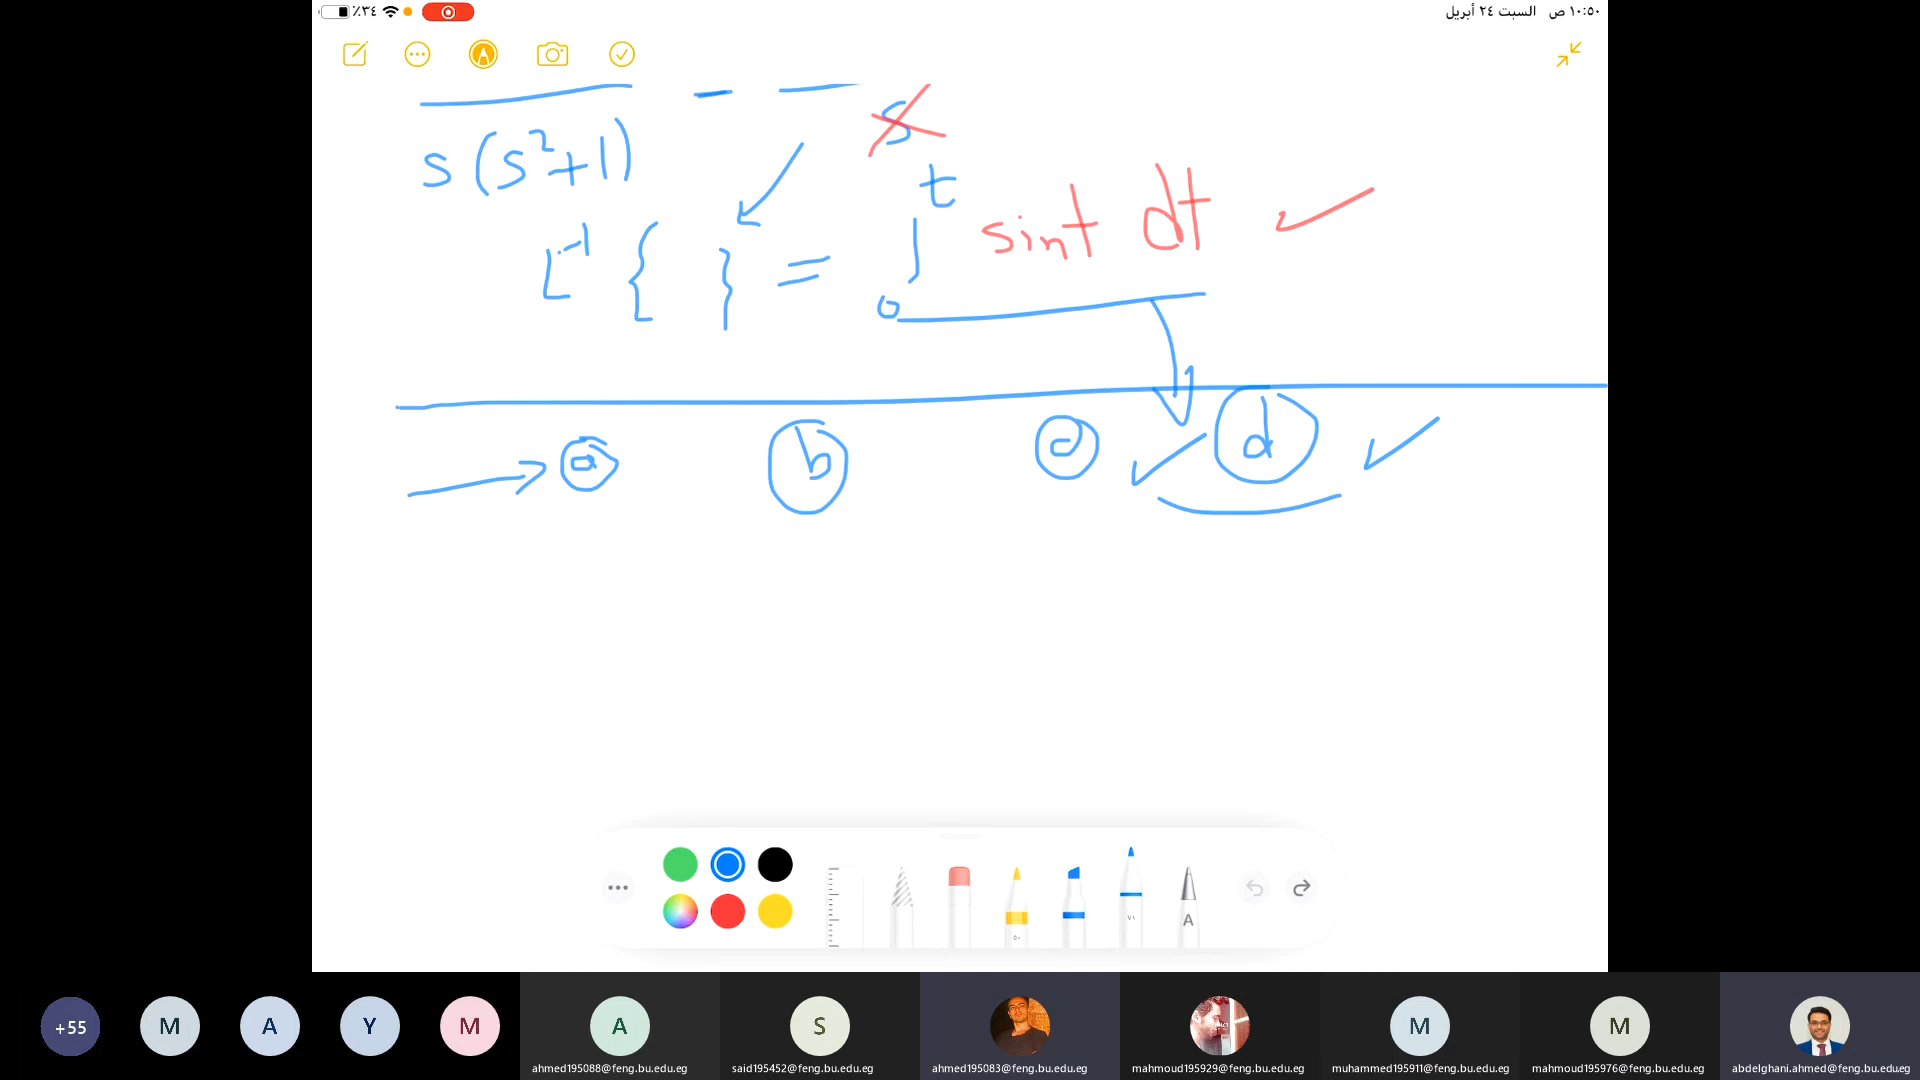 ٪٣٤
١٠:٥٠ ص السبت ٢٤ أبريل
s
s(s²+1)
L⁻¹{ } = ∫₀ᵗ sint dt
a b c d
A
+55 M A Y M A S M M
ahmed195088@feng.bu.edu.eg said195452@feng.bu.edu.eg ahmed195083@feng.bu.edu.eg mahmoud195929@feng.bu.edu.eg muhammed195911@feng.bu.edu.eg mahmoud195976@feng.bu.edu.eg abdelghani.ahmed@feng.bu.edu.eg